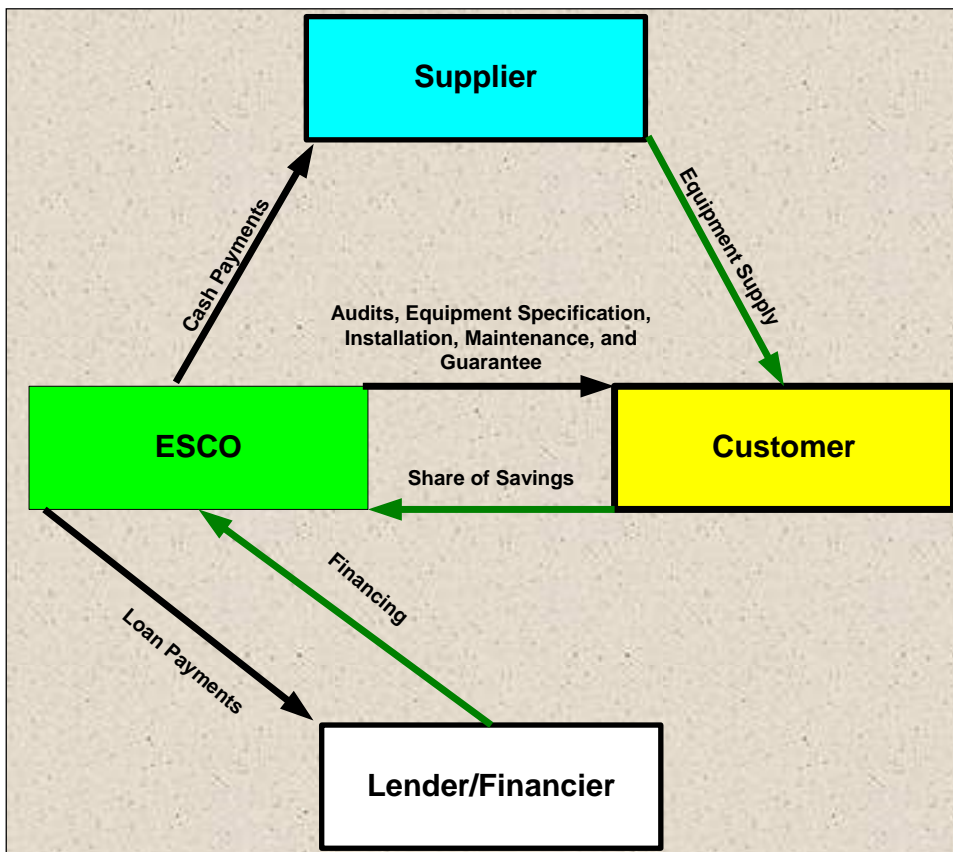 Supplier
Cash Payments
Equipment Supply
Audits, Equipment Specification,
Installation, Maintenance, and
Guarantee
ESCO
Customer
Share of Savings
Financing
Loan Payments
Lender/Financier